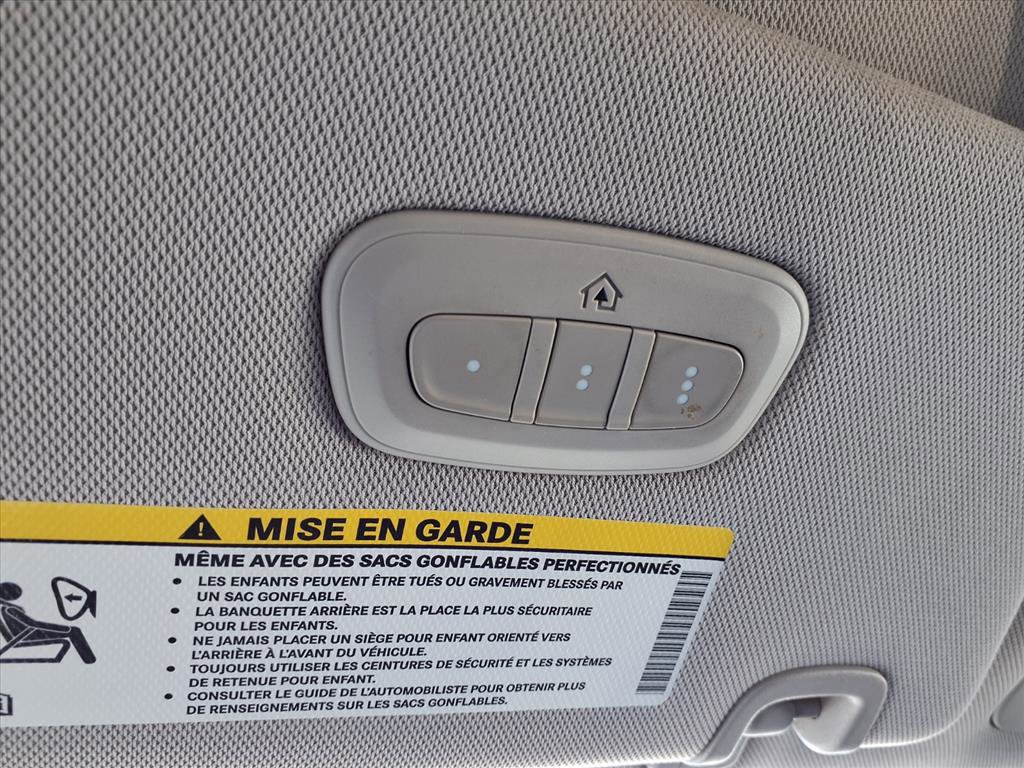 MISE EN GARDE
MÊME AVEC DES SACS GONFLABLES PERFECTIONNÉS
• LES ENFANTS PEUVENT ÊTRE TUÉS OU GRAVEMENT BLESSÉS PAR
UN SAC GONFLABLE.
• LA BANQUETTE ARRIÈRE EST LA PLACE LA PLUS SÉCURITAIRE
POUR LES ENFANTS.
• NE JAMAIS PLACER UN SIÈGE POUR ENFANT ORIENTÉ VERS
L'ARRIÈRE À L'AVANT DU VÉHICULE.
• TOUJOURS UTILISER LES CEINTURES DE SÉCURITÉ ET LES SYSTÈMES
DE RETENUE POUR ENFANT.
• CONSULTER LE GUIDE DE L'AUTOMOBILISTE POUR OBTENIR PLUS
DE RENSEIGNEMENTS SUR LES SACS GONFLABLES.